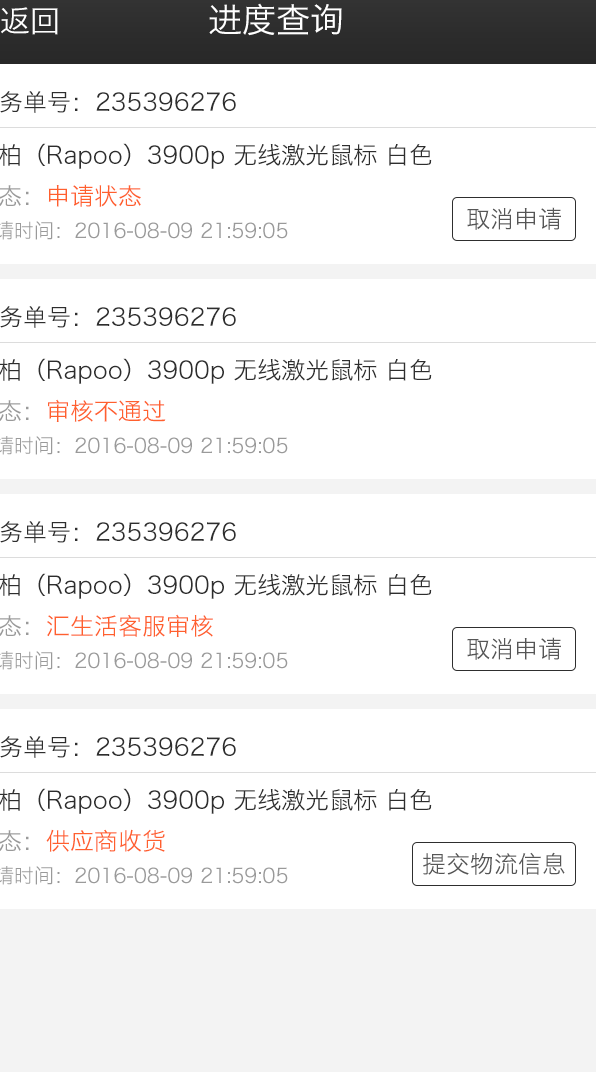 返回
进度查询
务单号：235396276
柏（Rapoo）3900p 无线激光鼠标 白色
态：申请状态
请时间：2016-08-09 21:59:05
取消申请
务单号：235396276
柏（Rapoo）3900p 无线激光鼠标 白色
态：审核不通过
请时间：2016-08-09 21:59:05
务单号：235396276
柏（Rapoo）3900p 无线激光鼠标 白色
态：汇生活客服审核
请时间：2016-08-09 21:59:05
取消申请
务单号：235396276
柏（Rapoo）3900p 无线激光鼠标 白色
态：供应商收货
请时间：2016-08-09 21:59:05
提交物流信息